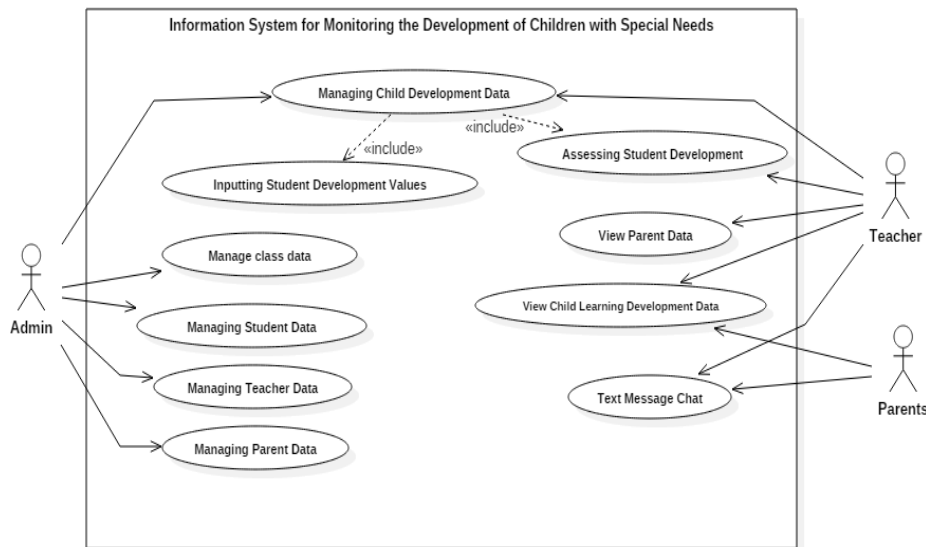 Information System for Monitoring the Development of Children with Special Needs
Managing Child Development Data
«include»
«include»
Assessing Student Development
Inputting Student Development Values
View Parent Data
Teacher
Manage class data
View Child Learning Development Data
Admin
Managing Student Data
Managing Teacher Data
Text Message Chat
Parents
Managing Parent Data